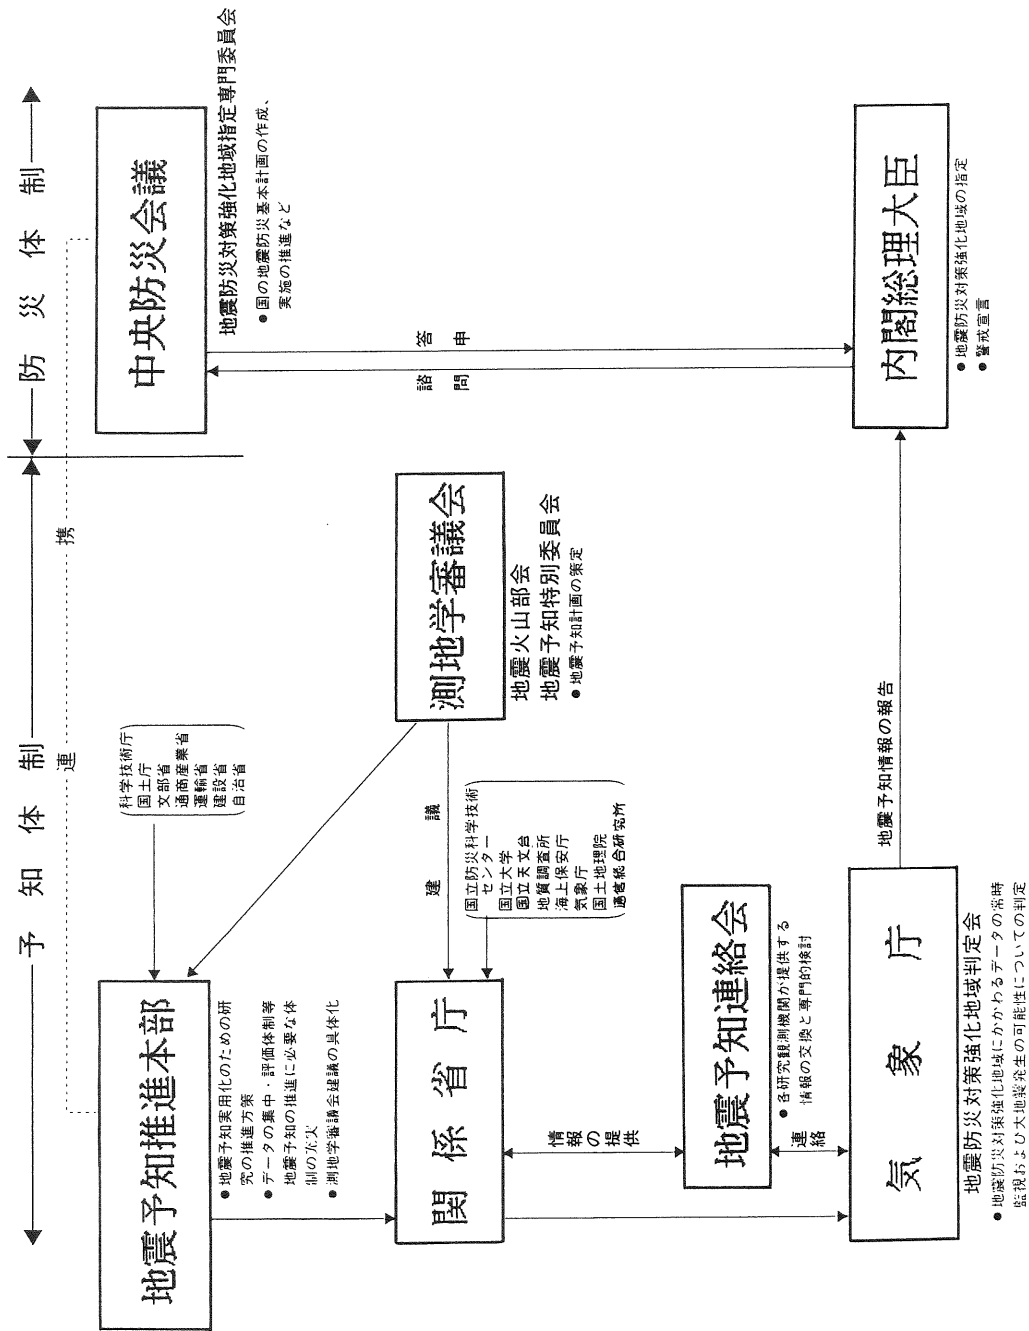 予知体制
防災体制
連携
地震予知推進本部
●地震予知実用化のための研
究の推進方策
●データの集中・評価体制等
地震予知の推進に必要な体
制の充実
●測地学審議会建議の具体化
科学技術庁
国土庁
文部省
通商産業省
運輸省
建設省
自治省
中央防災会議
地震防災対策強化地域指定専門委員会
●国の地震防災基本計画の作成、
実施の推進など
関係省庁
建議
国立防災科学技術
センター
国立大学
国立天文台
地質調査所
海上保安庁
気象庁
国土地理院
通信総合研究所
測地学審議会
地震火山部会
地震予知特別委員会
●地震予知計画の策定
諮問
答申
情報
の
提供
地震予知連絡会
●各研究観測機関が提供する
情報の交換と専門的検討
連絡
気象庁
地震防災対策強化地域判定会
●地震防災対策強化地域にかかわるデータの常時
監視および大地震発生の可能性についての判定
地震予知情報の報告
内閣総理大臣
●地震防災対策強化地域の指定
●警戒宣言